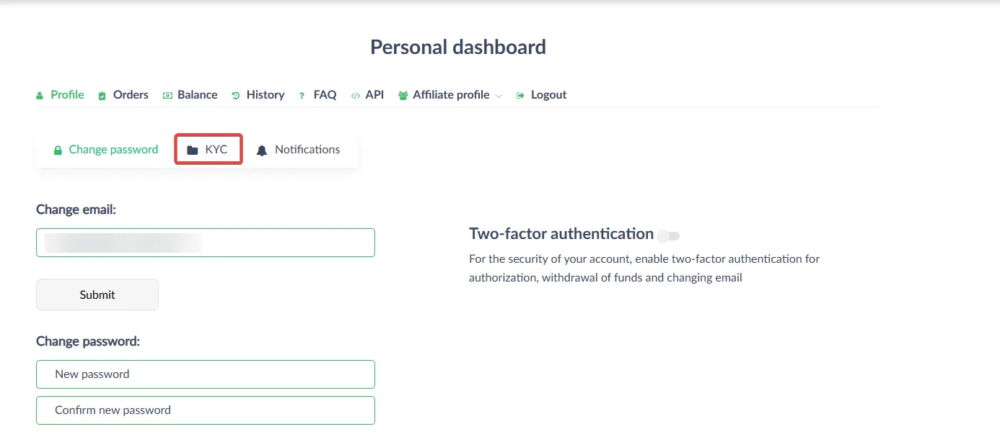 Personal dashboard
Profile Orders Balance History FAQ API Affiliate profile Logout
Change password KYC Notifications
Change email:
Two-factor authentication
For the security of your account, enable two-factor authentication for
authorization, withdrawal of funds and changing email
Submit
Change password:
New password
Confirm new password